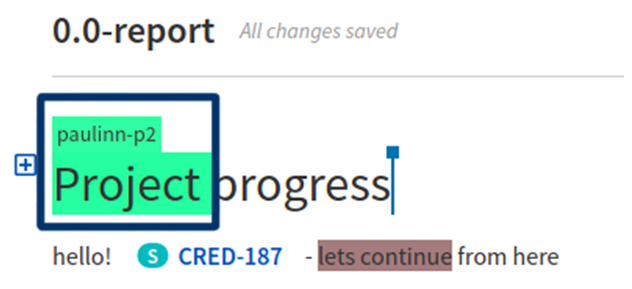 0.0-report All changes saved
paulinn-p2
Project progress
hello! S CRED-187 - lets continue from here